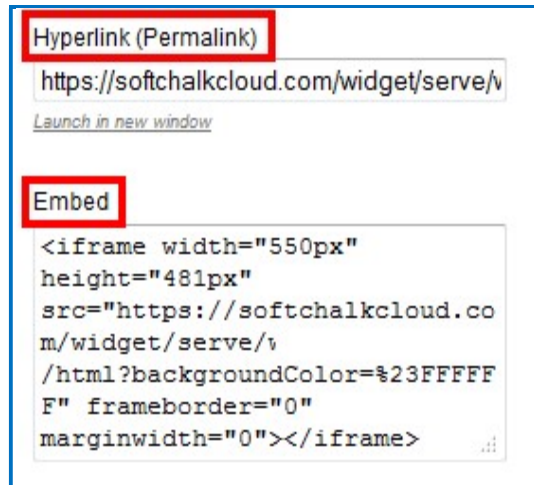 Hyperlink (Permalink)
https://softchalkcloud.com/widget/serve/
Launch in new window
Embed
<iframe width="550px"
height="481px"
src="https://softchalkcloud.co
m/widget/serve/
/html?backgroundColor=%23FFFFF
F" frameborder="0"
marginwidth="0"></iframe>